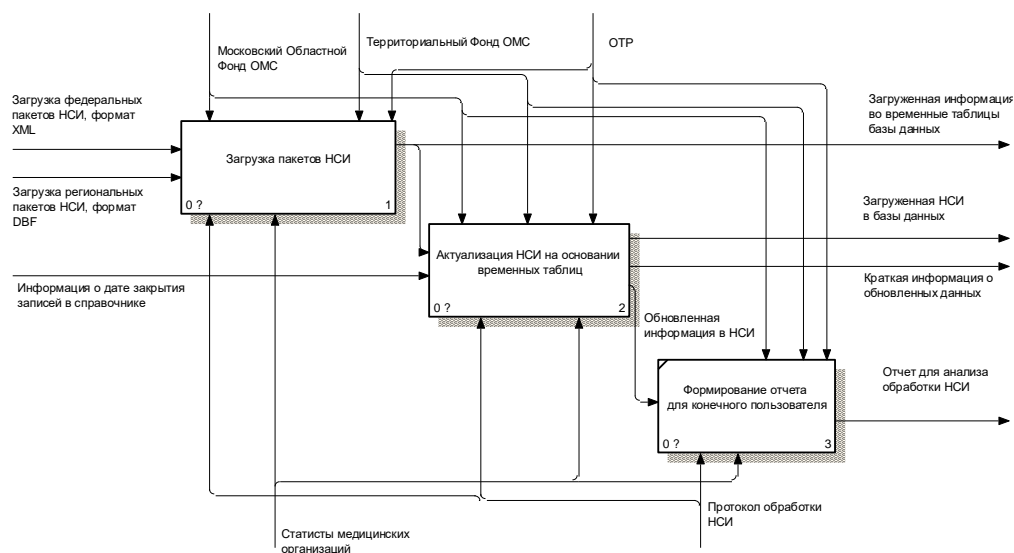 Московский Областной
Фонд ОМС
Территориальный Фонд ОМС
ОТР
Загрузка федеральных
пакетов НСИ, формат
XML
Загрузка региональных
пакетов НСИ, формат
DBF
Загрузка пакетов НСИ
0 ?
1
Загруженная информация
во временные таблицы
базы данных
Загруженная НСИ
в базы данных
Краткая информация о
обновленных данных
Информация о дате закрытия
записей в справочнике
Актуализация НСИ на основании
временных таблиц
0 ?
2
Обновленная
информация в НСИ
Формирование отчета
для конечного пользователя
0 ?
3
Отчет для анализа
обработки НСИ
Протокол обработки
НСИ
Статисты медицинских
организаций